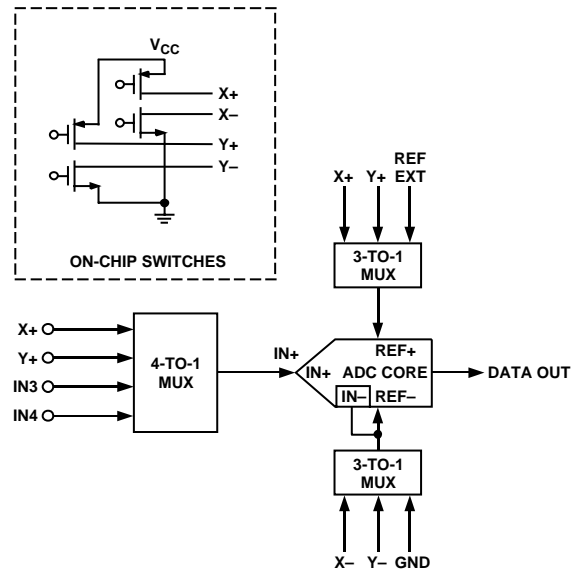 VCC
X+
X–
Y+
Y–
ON-CHIP SWITCHES
X+ Y+ REF EXT
3-TO-1
MUX
X+
Y+
IN3
IN4
4-TO-1
MUX
IN+
IN+
REF+
ADC CORE
IN– REF–
DATA OUT
3-TO-1
MUX
X– Y– GND